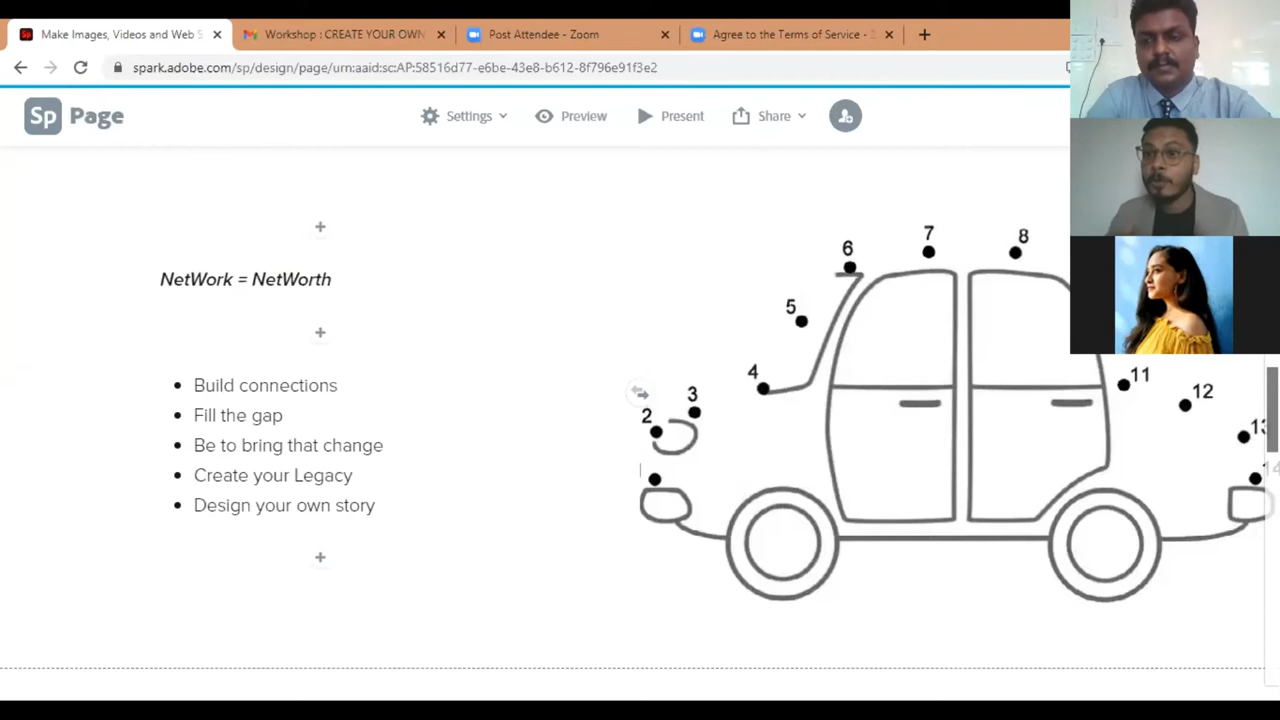 Make Images, Videos and Web S
Workshop : CREATE YOUR OWN
Post Attendee - Zoom
Agree to the Terms of Service -
spark.adobe.com/sp/design/page/urn:aaid:sc:AP:58516d77-e6be-43e8-b612-8f796e91f3e2
Sp Page
Settings
Preview
Present
Share
NetWork = NetWorth
Build connections
Fill the gap
Be to bring that change
Create your Legacy
Design your own story
2
3
4
5
6
7
8
11
12
13
14